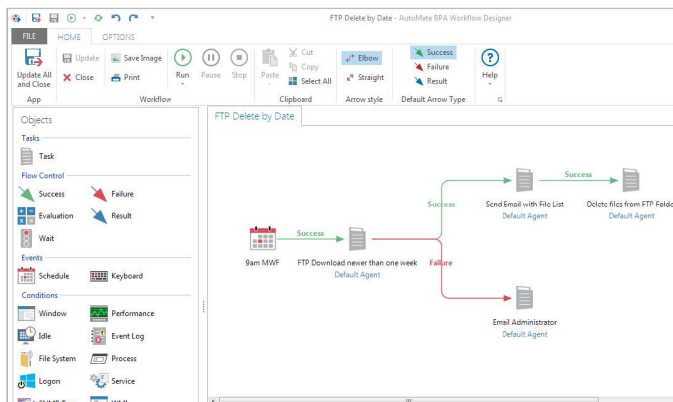 FTP Delete by Date - AutoMate BPA Workflow Designer
FILE HOME OPTIONS
Update All and Close
Update
Close
Save Image
Print
Run
Pause
Stop
Paste
Cut
Copy
Select All
Elbow
Straight
Success
Failure
Result
Help
App Workflow Clipboard Arrow style Default Arrow Type
Objects
FTP Delete by Date
Tasks
Task
Flow Control
Success Failure
Evaluation Result
Wait
Events
Schedule Keyboard
Conditions
Window Performance
Idle Event Log
File System Process
Logon Service
Success
9am MWF
FTP Download newer than one week
Default Agent
Success
Failure
Send Email with File List
Default Agent
Success
Delete files from FTP Folde
Default Agent
Email Administrator
Default Agent